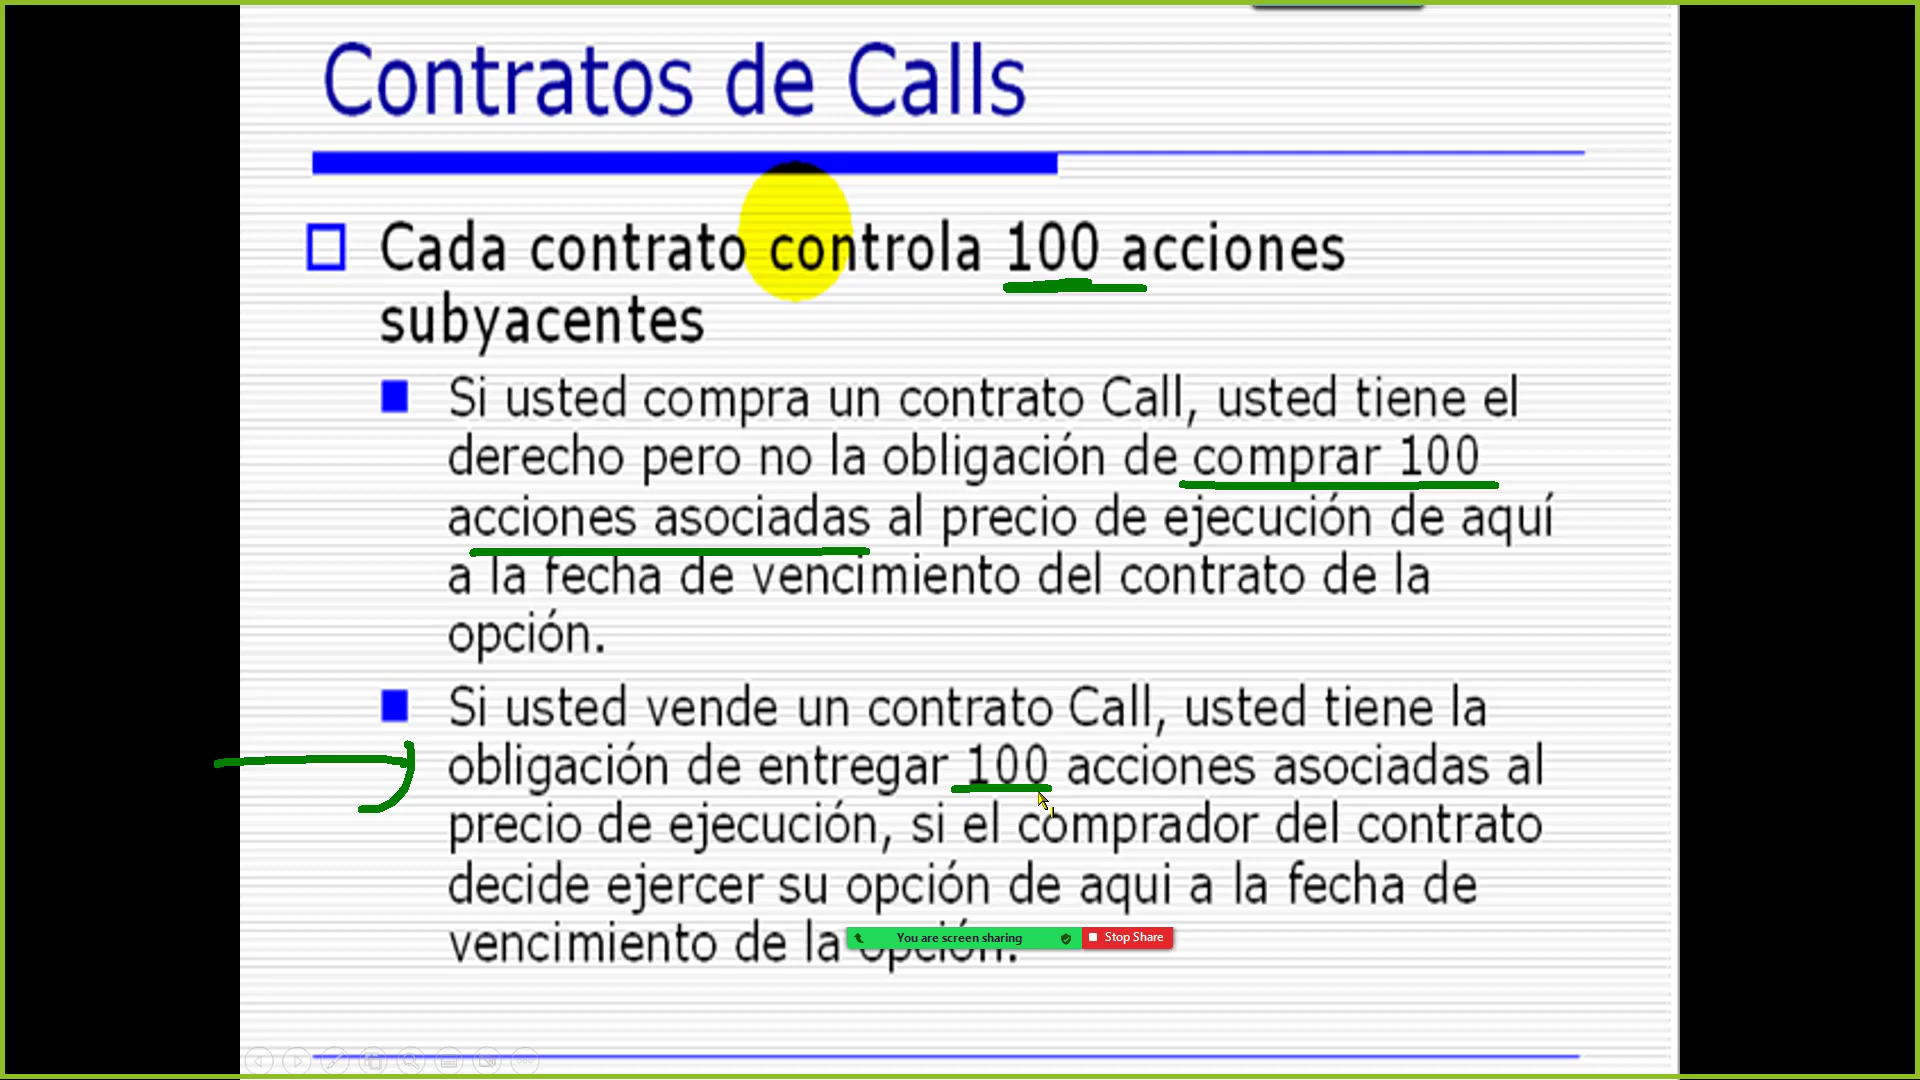 Contratos de Calls
Cada contrato controla 100 acciones
subyacentes
Si usted compra un contrato Call, usted tiene el
derecho pero no la obligación de comprar 100
acciones asociadas al precio de ejecución de aquí
a la fecha de vencimiento del contrato de la
opción.
Si usted vende un contrato Call, usted tiene la
obligación de entregar 100 acciones asociadas al
precio de ejecución, si el comprador del contrato
decide ejercer su opción de aqui a la fecha de
vencimiento de la opción.
You are screen sharing
Stop Share